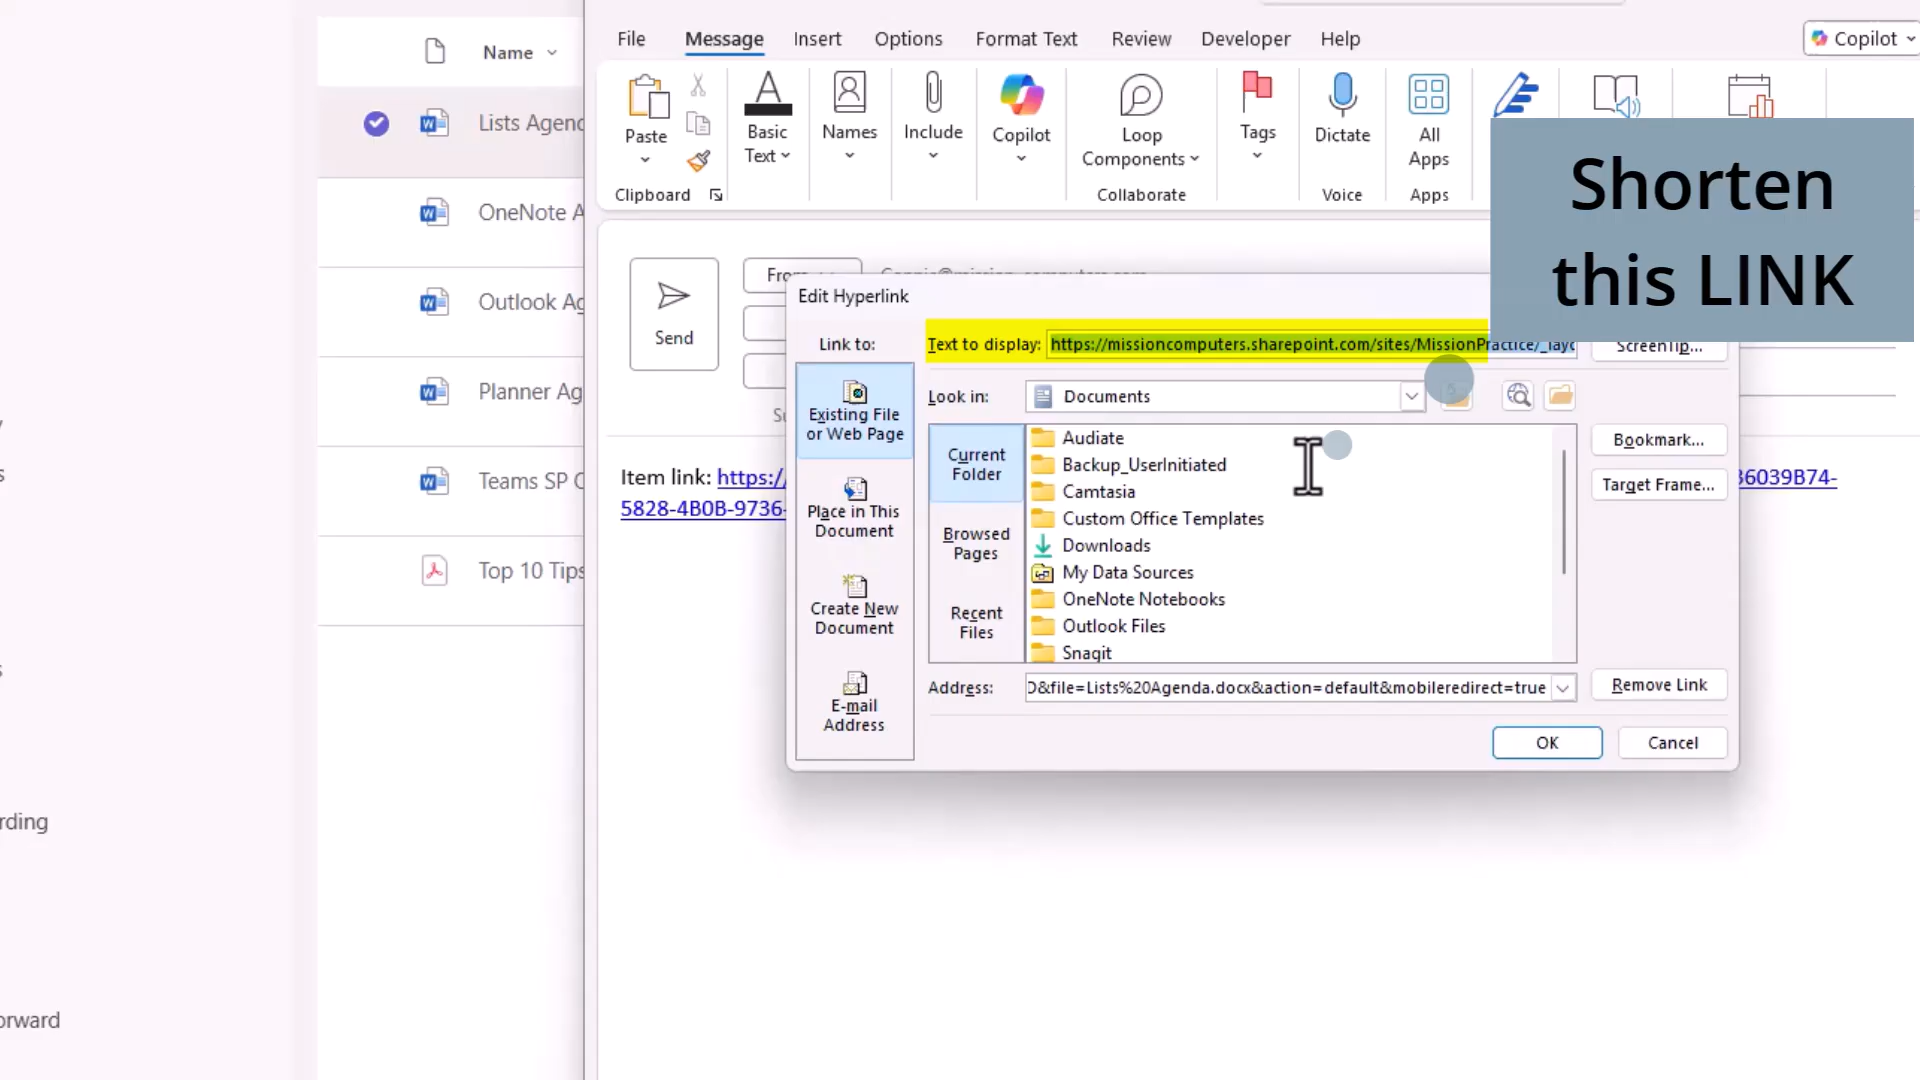 Name
Lists Agend
OneNote A
Outlook Ag
Planner Ag
Teams SP C
Top 10 Tips
rding
orward
File Message Insert Options Format Text Review Developer Help
Copilot
Paste
Basic
Text
Names
Include
Copilot
Loop
Components
Tags
Dictate
All
Apps
Clipboard
Collaborate
Voice
Apps
Shorten
this LINK
Send
From
Item link: https:/
36039B74-
5828-4B0B-9736-
Edit Hyperlink
Link to:
Text to display: https://missioncomputers.sharepoint.com/sites/MissionPractice/_layo
ScreenTip...
Existing File
or Web Page
Place in This
Document
Create New
Document
E-mail
Address
Look in: Documents
Current
Folder
Browsed
Pages
Recent
Files
Audiate
Backup_UserInitiated
Camtasia
Custom Office Templates
Downloads
My Data Sources
OneNote Notebooks
Outlook Files
Snagit
Bookmark...
Target Frame...
Address: D&file=Lists%20Agenda.docx&action=default&mobileredirect=true
Remove Link
OK
Cancel